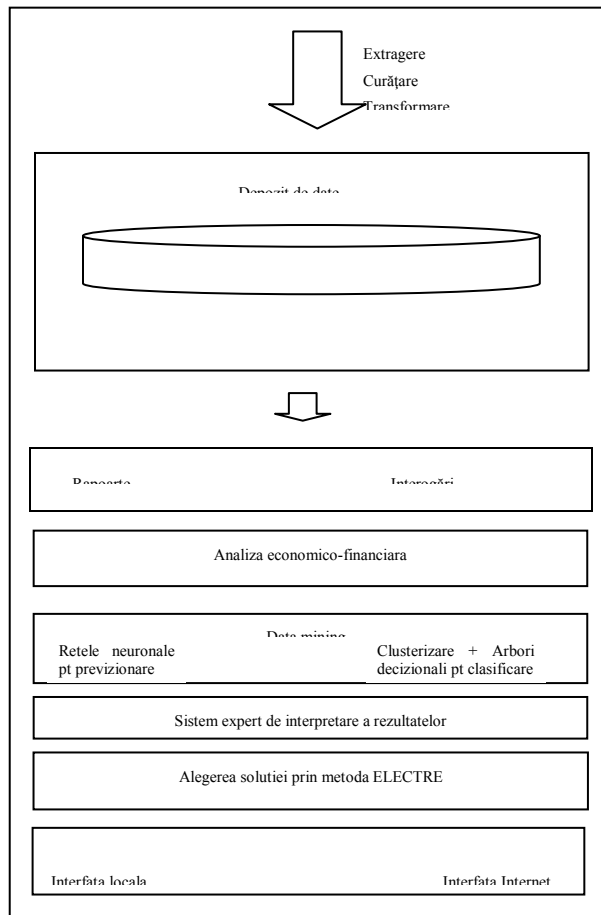 Extragere
Curăţare
Transformare
Depozit de date
Rapoarte Interogări
Analiza economico-financiara
Data mining
Retele neuronale
pt previzionare
Clusterizare + Arbori
decizionali pt clasificare
Sistem expert de interpretare a rezultatelor
Alegerea solutiei prin metoda ELECTRE
Interfata locala Interfata Internet